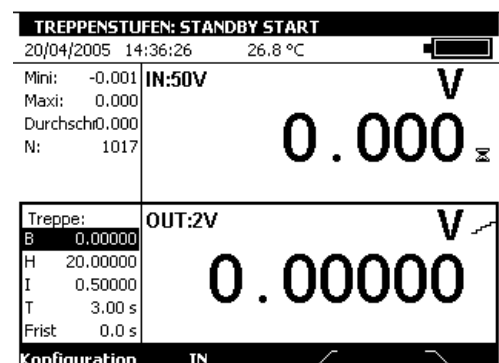 TREPPENSTUFEN: STANDBY START
20/04/2005 14:36:26 26.8 °C
Mini: -0.001
Maxi: 0.000
Durchschn0.000
N: 1017
IN:50V V
0.000
Treppe:
B 0.00000
H 20.00000
I 0.50000
T 3.00 s
Frist 0.0 s
OUT:2V V
0.00000
Konfiguration IN